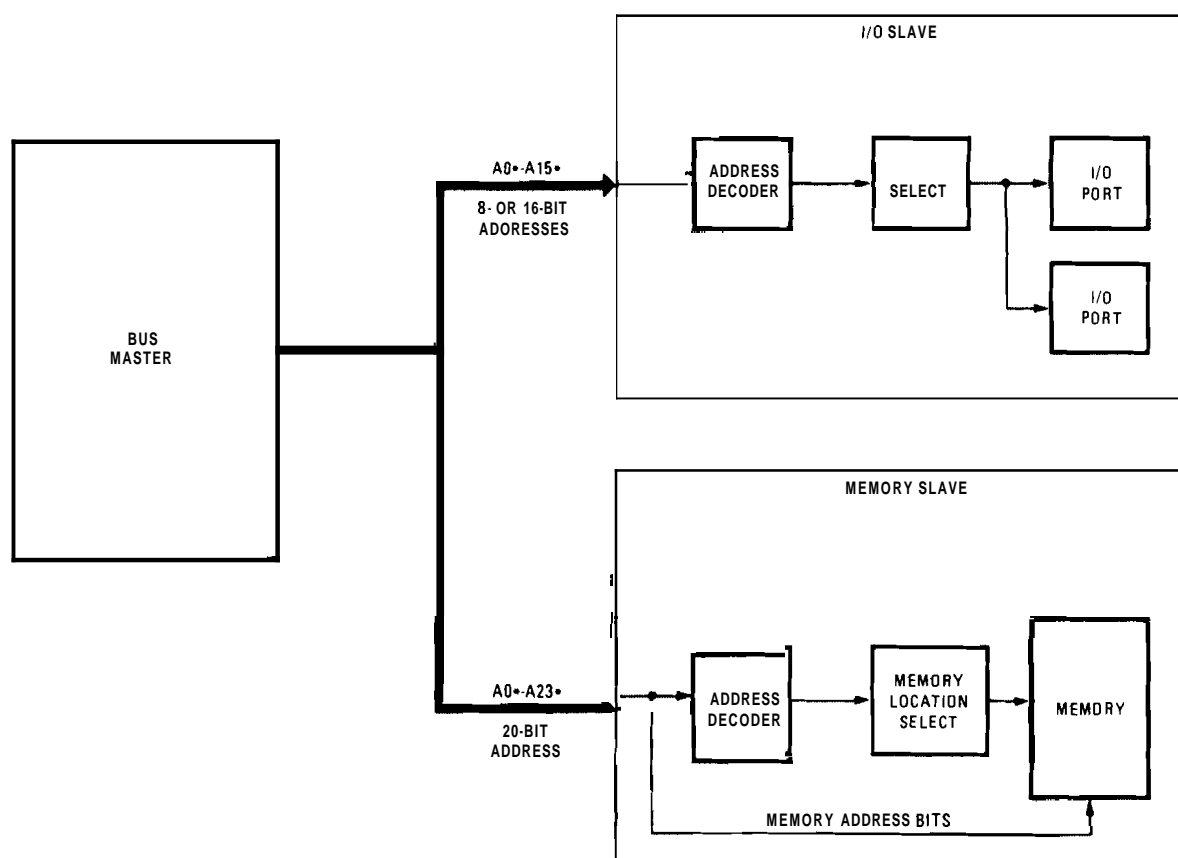 I/O SLAVE
A0*-A15*
8- OR 16-BIT
ADORESSES
ADDRESS
DECODER
SELECT
I/O
PORT
I/O
PORT
BUS
MASTER
MEMORY SLAVE
A0*-A23*
20-BIT
ADDRESS
ADDRESS
DECODER
MEMORY
LOCATION
SELECT
MEMORY
MEMORY ADDRESS BITS